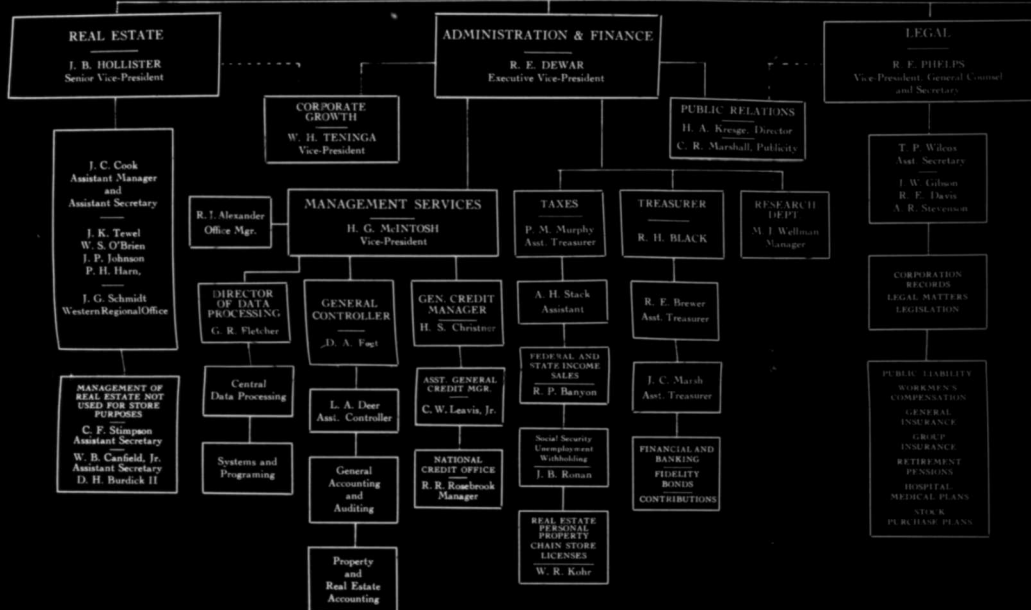 REAL ESTATE
J. B. HOLLISTER
Senior Vice-President
ADMINISTRATION & FINANCE
R. E. DEWAR
Executive Vice-President
LEGAL
R. E. PHELPS
Vice-President, General Counsel
and Secretary
CORPORATE
GROWTH
W. H. TENINGA
Vice-President
PUBLIC RELATIONS
H. A. Kresge, Director
C. R. Marshall, Publicity
J. C. Cook
Assistant Manager
and
Assistant Secretary
J. K. Tewel
W. S. O'Brien
J. P. Johnson
P. H. Harn,
J. G. Schmidt
Western Regional Office
T. P. Wilcox
Asst. Secretary
J. W. Gibson
R. E. Davis
A. R. Stevenson
R. J. Alexander
Office Mgr.
MANAGEMENT SERVICES
H. G. McINTOSH
Vice-President
TAXES
P. M. Murphy
Asst. Treasurer
TREASURER
R. H. BLACK
RESEARCH
DEPT.
M. J. Wellman
Manager
DIRECTOR
OF DATA
PROCESSING
G. R. Fletcher
GENERAL
CONTROLLER
D. A.
GEN. CREDIT
MANAGER
H. S. Christner
A. H. Stack
Assistant
R. E. Brewer
Asst. Treasurer
CORPORATION
RECORDS
LEGAL MATTERS
LEGISLATION
MANAGEMENT OF
REAL ESTATE NOT
USED FOR STORE
PURPOSES
C. F. Stimpson
Assistant Secretary
W. B. Canfield, Jr.
Assistant Secretary
D. H. Burdick II
Central
Data Processing
Systems and
Programing
L. A. Deer
Asst. Controller
General
Accounting
and
Auditing
Property
and
Real Estate
Accounting
ASST. GENERAL
CREDIT MGR.
C. W. Leavis, Jr.
NATIONAL
CREDIT OFFICE
R. R. Rosebrook
Manager
FEDERAL AND
STATE INCOME
SALES
R. P. Banyon
Social Security
Unemployment
Withholding
J. B. Ronan
REAL ESTATE
PERSONAL
PROPERTY
CHAIN STORE
LICENSES
W. R. Kohr
J. C. Marsh
Asst. Treasurer
FINANCIAL AND
BANKING
FIDELITY
BONDS
CONTRIBUTIONS
PUBLIC LIABILITY
WORKMEN'S
COMPENSATION
GENERAL
INSURANCE
GROUP
INSURANCE
RETIREMENT
PENSIONS
HOSPITAL
MEDICAL PLANS
STOCK
PURCHASE PLANS